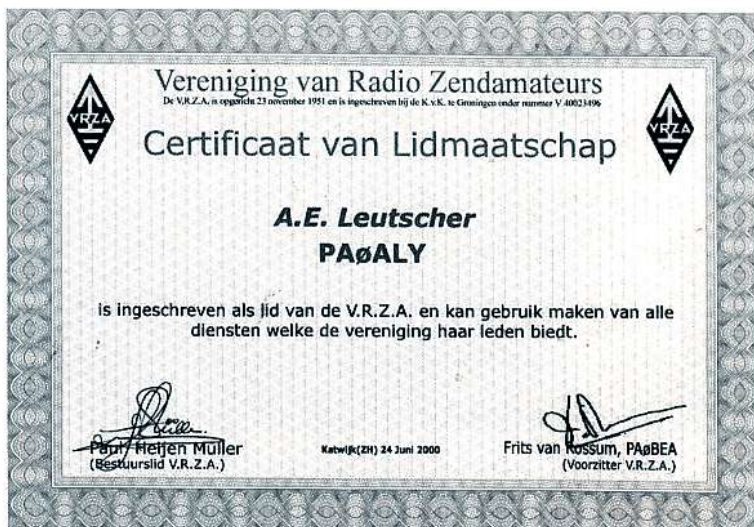 Vereniging van Radio Zendamateurs
De V.R.Z.A. is opgericht 23 november 1951 en is ingeschreven bij de K.v.K. te Groningen onder nummer V 40023496
VRZA
VRZA
Certificaat van Lidmaatschap
A.E. Leutscher
PAøALY
is ingeschreven als lid van de V.R.Z.A. en kan gebruik maken van alle
diensten welke de vereniging haar leden biedt.
Paul Heijen Muller
(Bestuurslid V.R.Z.A.)
Katwijk(ZH) 24 Juni 2000
Frits van Rossum, PAøBEA
(Voorzitter V.R.Z.A.)